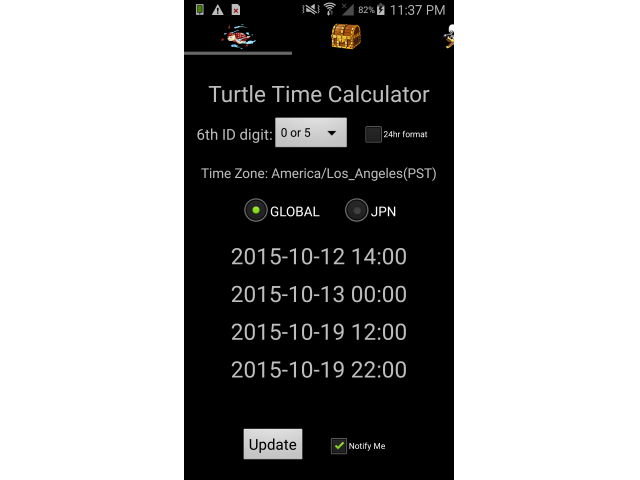 82% 11:37 PM
Turtle Time Calculator
6th ID digit: 0 or 5 24hr format
Time Zone: America/Los_Angeles(PST)
GLOBAL JPN
2015-10-12 14:00
2015-10-13 00:00
2015-10-19 12:00
2015-10-19 22:00
Update Notify Me